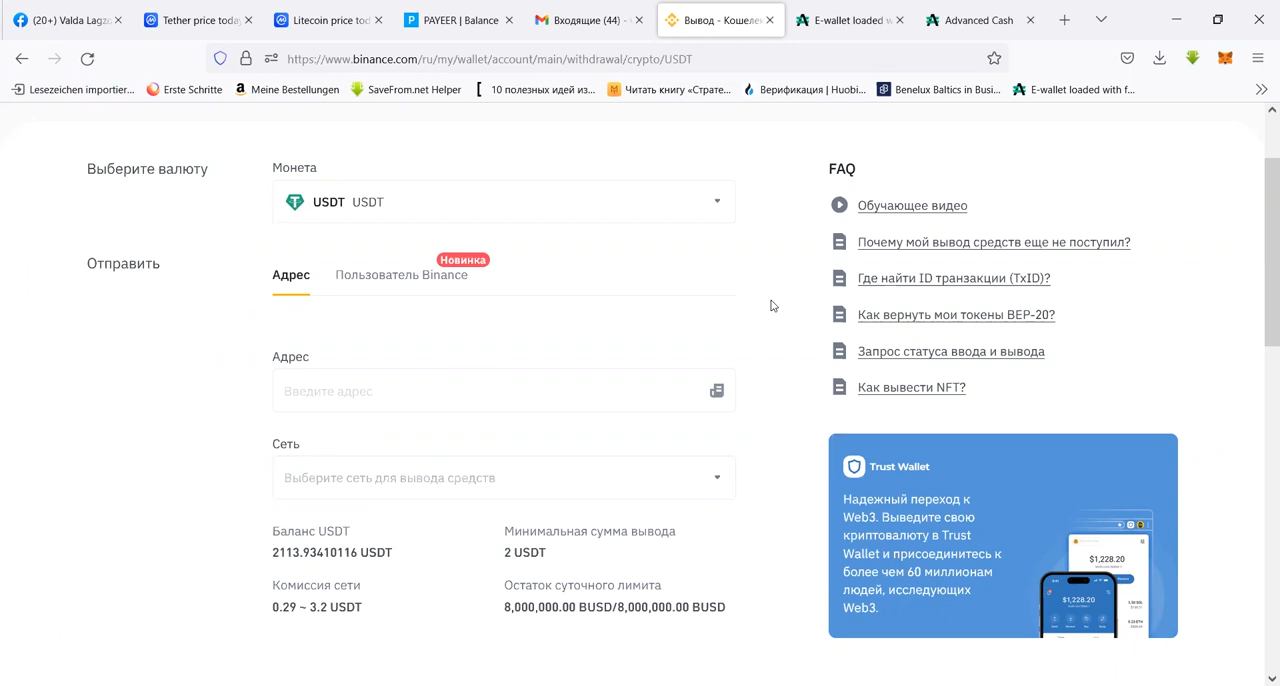 (20+) Valda Lagzd
Tether price today
Litecoin price tod
PAYEER | Balance
Входящие (44) -
Вывод - Кошеле
E-wallet loaded w
Advanced Cash
https://www.binance.com/ru/my/wallet/account/main/withdrawal/crypto/USDT
Lesezeichen importier...
Erste Schritte
Meine Bestellungen
SaveFrom.net Helper
10 полезных идей из...
Читать книгу «Страте...
Верификация | Huobi...
Benelux Baltics in Busi...
E-wallet loaded with f...
Выберите валюту
Монета
USDT USDT
Отправить
Новинка
Адрес
Пользователь Binance
Адрес
Введите адрес
Сеть
Выберите сеть для вывода средств
Баланс USDT
2113.93410116 USDT
Минимальная сумма вывода
2 USDT
Комиссия сети
0.29 ~ 3.2 USDT
Остаток суточного лимита
8,000,000.00 BUSD/8,000,000.00 BUSD
FAQ
Обучающее видео
Почему мой вывод средств еще не поступил?
Где найти ID транзакции (TxID)?
Как вернуть мои токены BEP-20?
Запрос статуса ввода и вывода
Как вывести NFT?
Trust Wallet
Надежный переход к
Web3. Выведите свою
криптовалюту в Trust
Wallet и присоединитесь к
более чем 60 миллионам
людей, исследующих
Web3.
$1,228.20
$1,228.20